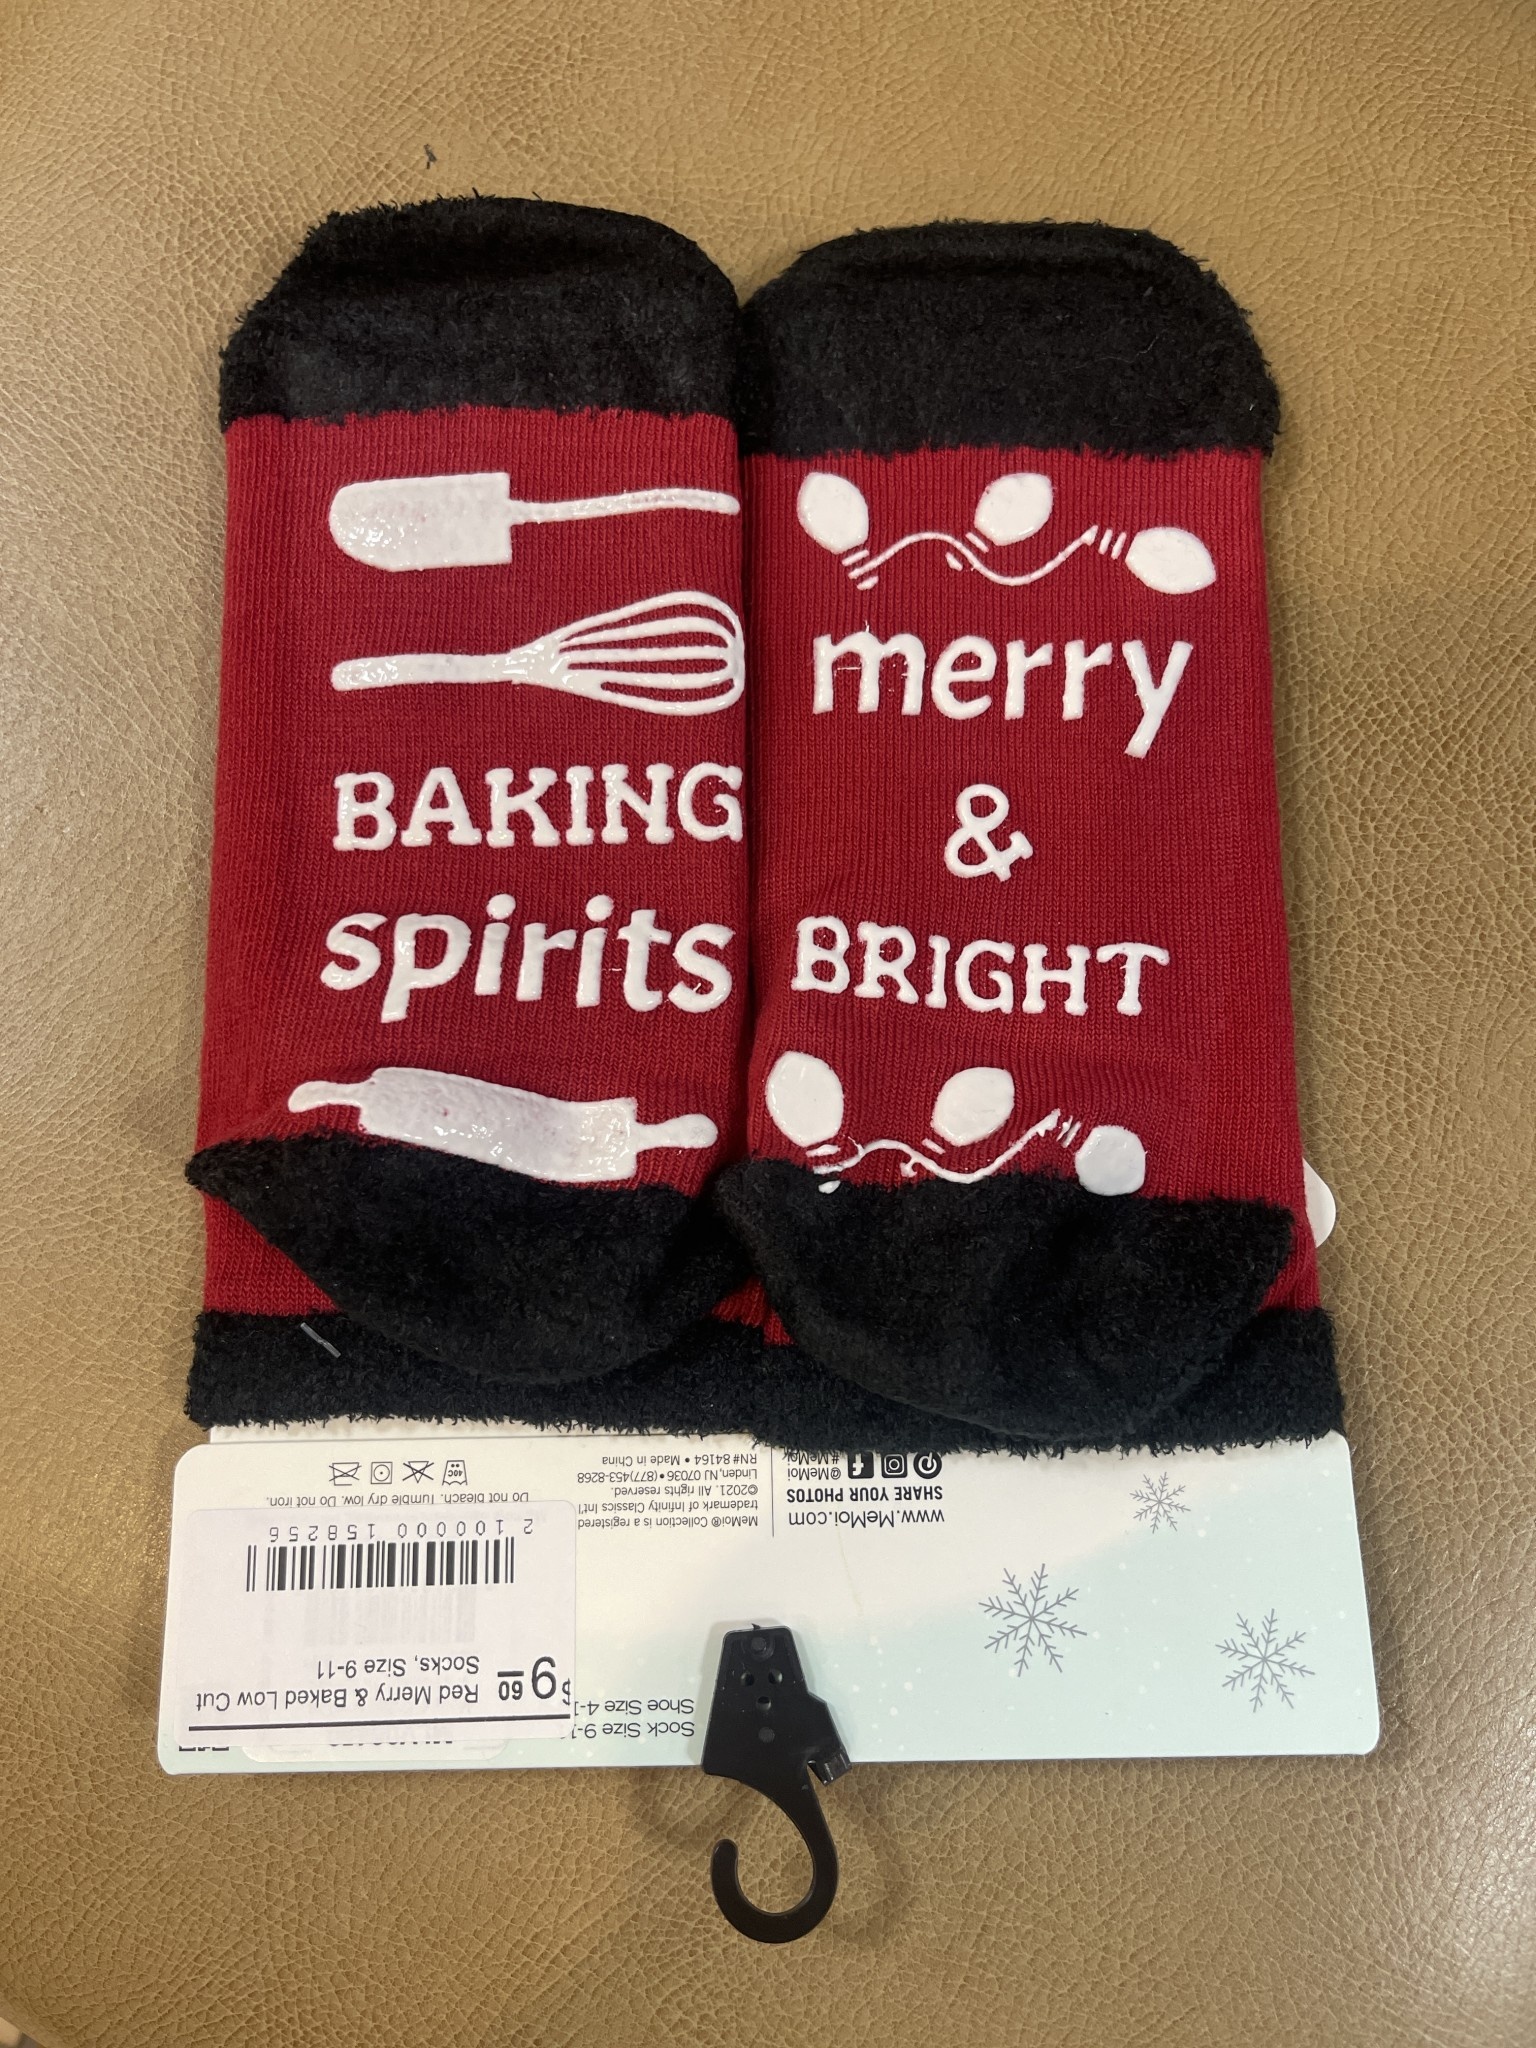 BAKING
spirits
merry
&
BRIGHT
Sock Size 9-
Shoe Size 4-
$9.60
Red Merry & Baked Low Cut
Socks, Size 9-11
2 100000 158256
Do not bleach. Tumble dry low. Do not iron.
40C
www.MeMoi.com
SHARE YOUR PHOTOS
@MeMoi
#MeMoi
MeMoi® Collection is a registered
trademark of Infinity Classics Int'l
©2021. All rights reserved.
Linden, NJ 07036 • (877)453-8268
RN# 84164 • Made in China